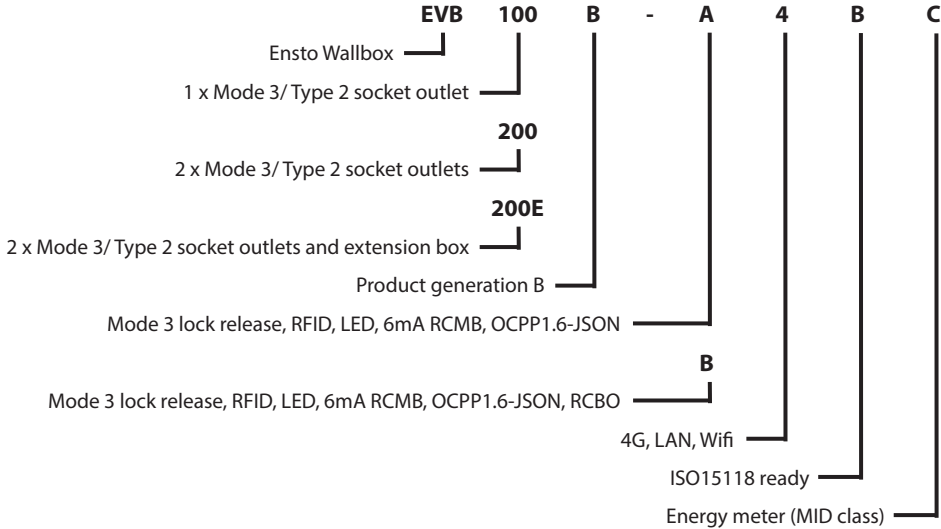 EVB 100 B - A 4 B C
Ensto Wallbox
1 x Mode 3/ Type 2 socket outlet
200
2 x Mode 3/ Type 2 socket outlets
200E
2 x Mode 3/ Type 2 socket outlets and extension box
Product generation B
Mode 3 lock release, RFID, LED, 6mA RCMB, OCPP1.6-JSON
B
Mode 3 lock release, RFID, LED, 6mA RCMB, OCPP1.6-JSON, RCBO
4G, LAN, Wifi
ISO15118 ready
Energy meter (MID class)